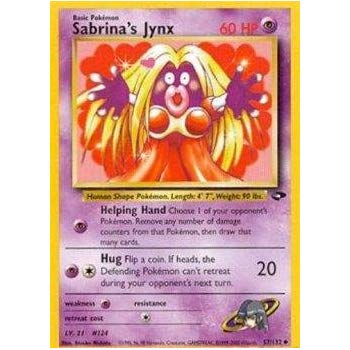 Basic Pokémon
Sabrina's Jynx 60 HP
Human Shape Pokémon. Length: 4' 7", Weight: 90 lbs.
Helping Hand Choose 1 of your opponent's
Pokémon. Remove any number of damage
counters from that Pokémon, then draw that
many cards.
Hug Flip a coin. If heads, the
Defending Pokémon can't retreat
during your opponent's next turn.
20
weakness resistance
retreat cost
LV. 21 #124
57/132